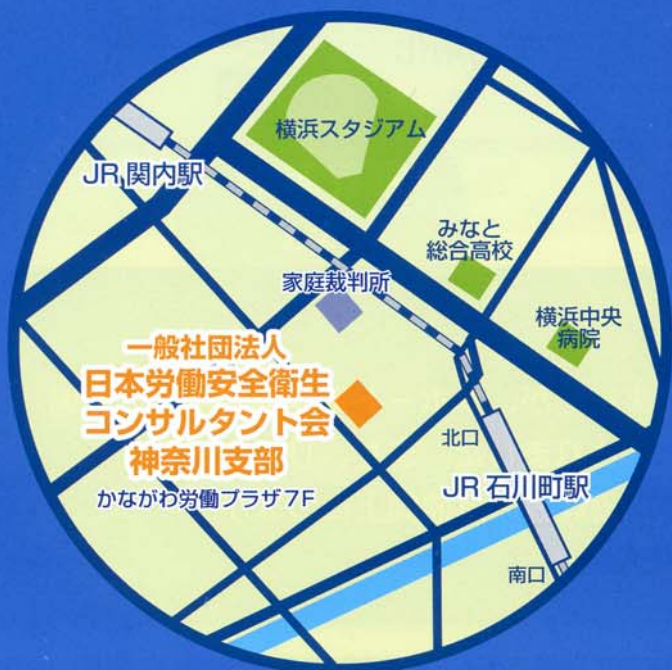 横浜スタジアム
JR 関内駅
みなと
総合高校
家庭裁判所
横浜中央
病院
一般社団法人
日本労働安全衛生
コンサルタント会
神奈川支部
かながわ労働プラザ7F
北口
JR 石川町駅
南口